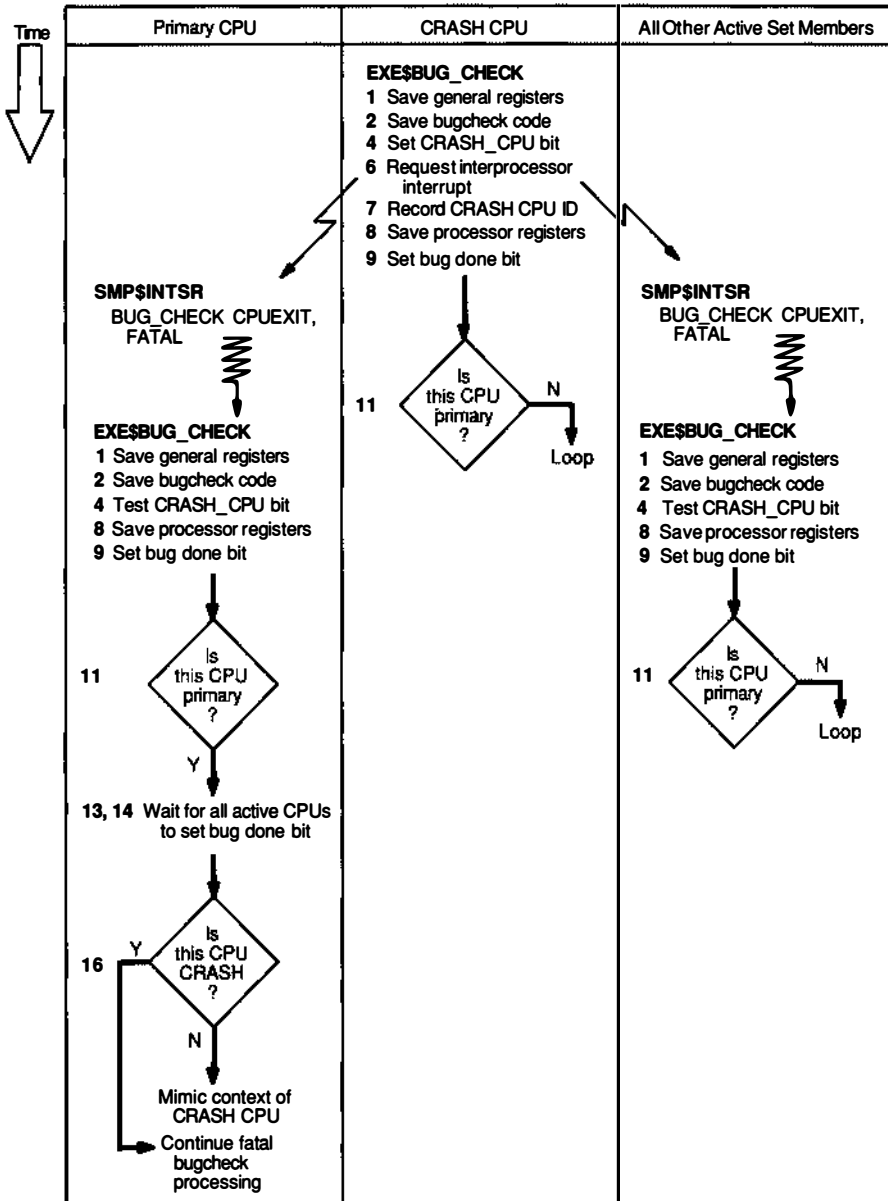 Time
Primary CPU
CRASH CPU
All Other Active Set Members
EXE$BUG_CHECK
1 Save general registers
2 Save bugcheck code
4 Set CRASH_CPU bit
6 Request interprocessor
interrupt
7 Record CRASH CPU ID
8 Save processor registers
9 Set bug done bit
11
Is
this CPU
primary
?
N
Loop
SMP$INTSR
BUG_CHECK CPUEXIT,
FATAL
EXE$BUG_CHECK
1 Save general registers
2 Save bugcheck code
4 Test CRASH_CPU bit
8 Save processor registers
9 Set bug done bit
11
Is
this CPU
primary
?
Y
13, 14 Wait for all active CPUs
to set bug done bit
16
Is
this CPU
CRASH
?
Y
N
Mimic context of
CRASH CPU
Continue fatal
bugcheck
processing
SMP$INTSR
BUG_CHECK CPUEXIT,
FATAL
EXE$BUG_CHECK
1 Save general registers
2 Save bugcheck code
4 Test CRASH_CPU bit
8 Save processor registers
9 Set bug done bit
11
Is
this CPU
primary
?
N
Loop